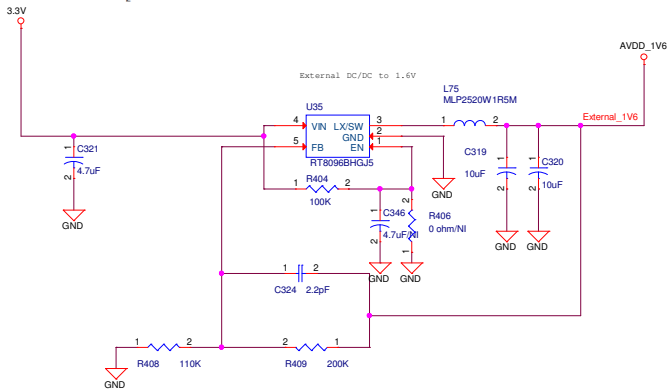 3.3V
AVDD_1V6
External DC/DC to 1.6V
L75
MLP2520W1R5M
U35
4 VIN LX/SW 3
GND 2
5 FB EN 1
RT8096BHGJ5
1 2
External_1V6
1
C321
4.7uF
2
GND
R404
1 2
100K
GND
C319
1
10uF
2
GND
C320
1
10uF
2
GND
1
C346
4.7uF/NI
2
GND
2
R406
0 ohm/NI
1
GND
1 2
C324 2.2pF
1 2
R408 110K
GND
2 1
R409 200K